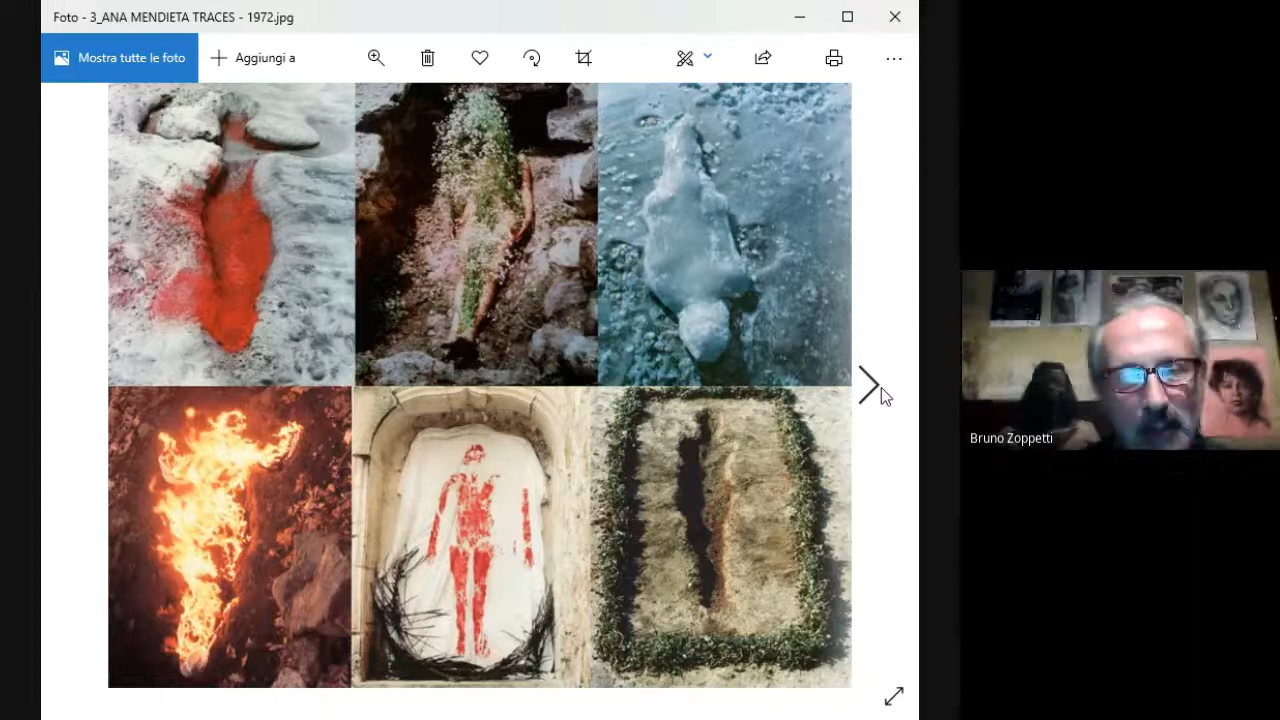 Foto - 3_ANA MENDIETA TRACES - 1972.jpg
Mostra tutte le foto
Aggiungi a
Bruno Zoppetti